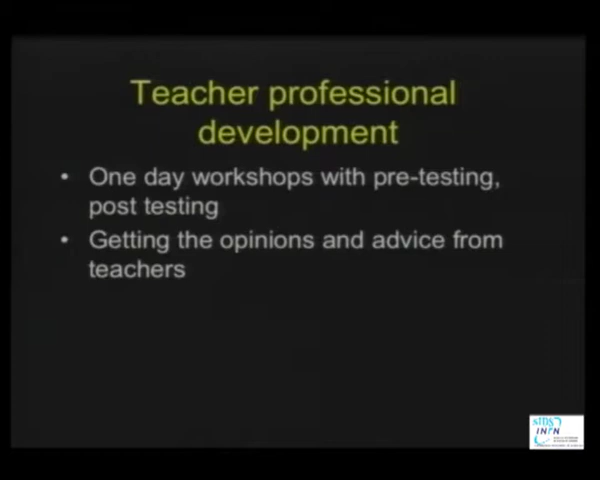 Teacher professional
development
• One day workshops with pre-testing,
post testing
• Getting the opinions and advice from
teachers